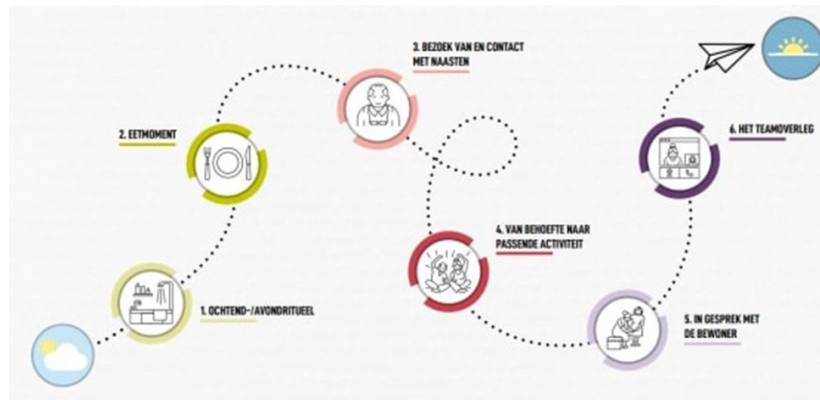 1. OCHTEND-/AVONDRITUEEL
2. EETMOMENT
3. BEZOEK VAN EN CONTACT
MET NAASTEN
4. VAN BEHOEFTE NAAR
PASSENDE ACTIVITEIT
5. IN GESPREK MET
DE BEWONER
6. HET TEAMOVERLEG